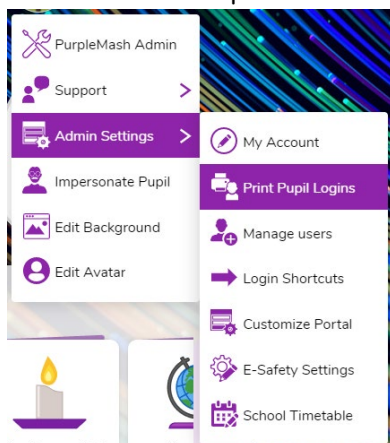 PurpleMash Admin
Support
Admin Settings
Impersonate Pupil
Edit Background
Edit Avatar
My Account
Print Pupil Logins
Manage users
Login Shortcuts
Customize Portal
E-Safety Settings
School Timetable